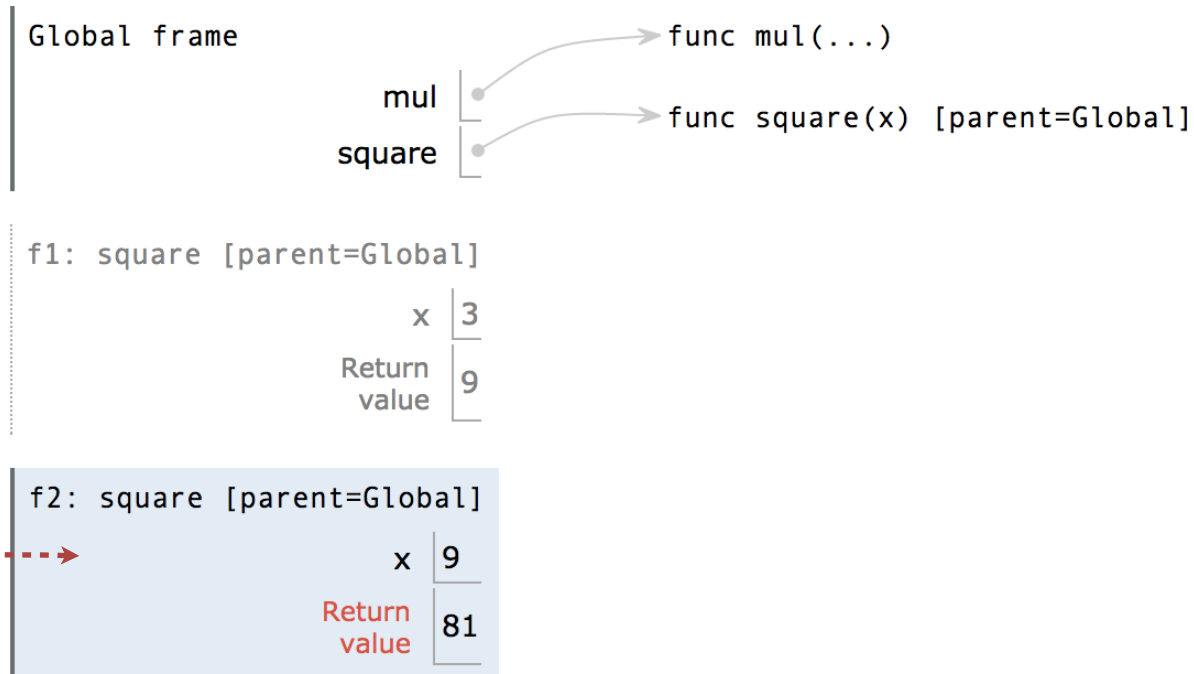 Global frame
func mul(...)
mul
func square(x) [parent=Global]
square
f1: square [parent=Global]
x 3
Return
value 9
f2: square [parent=Global]
x 9
Return
value 81